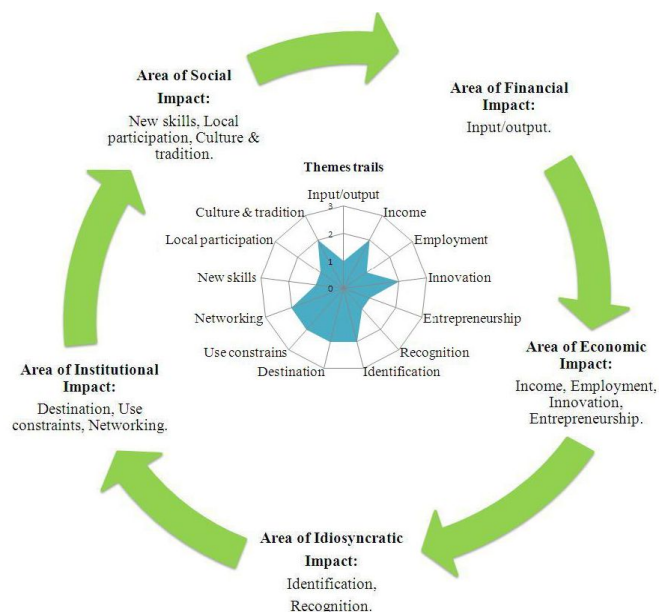 Area of Social
Impact:
New skills, Local
participation, Culture &
tradition.
Area of Financial
Impact:
Input/output.
Themes trails
Input/output
Income
Employment
Innovation
Entrepreneurship
Recognition
Identification
Destination
Use constrains
Networking
New skills
Local participation
Culture & tradition
3
2
1
0
Area of Economic
Impact:
Income, Employment,
Innovation,
Entrepreneurship.
Area of Institutional
Impact:
Destination, Use
constraints, Networking.
Area of Idiosyncratic
Impact:
Identification,
Recognition.